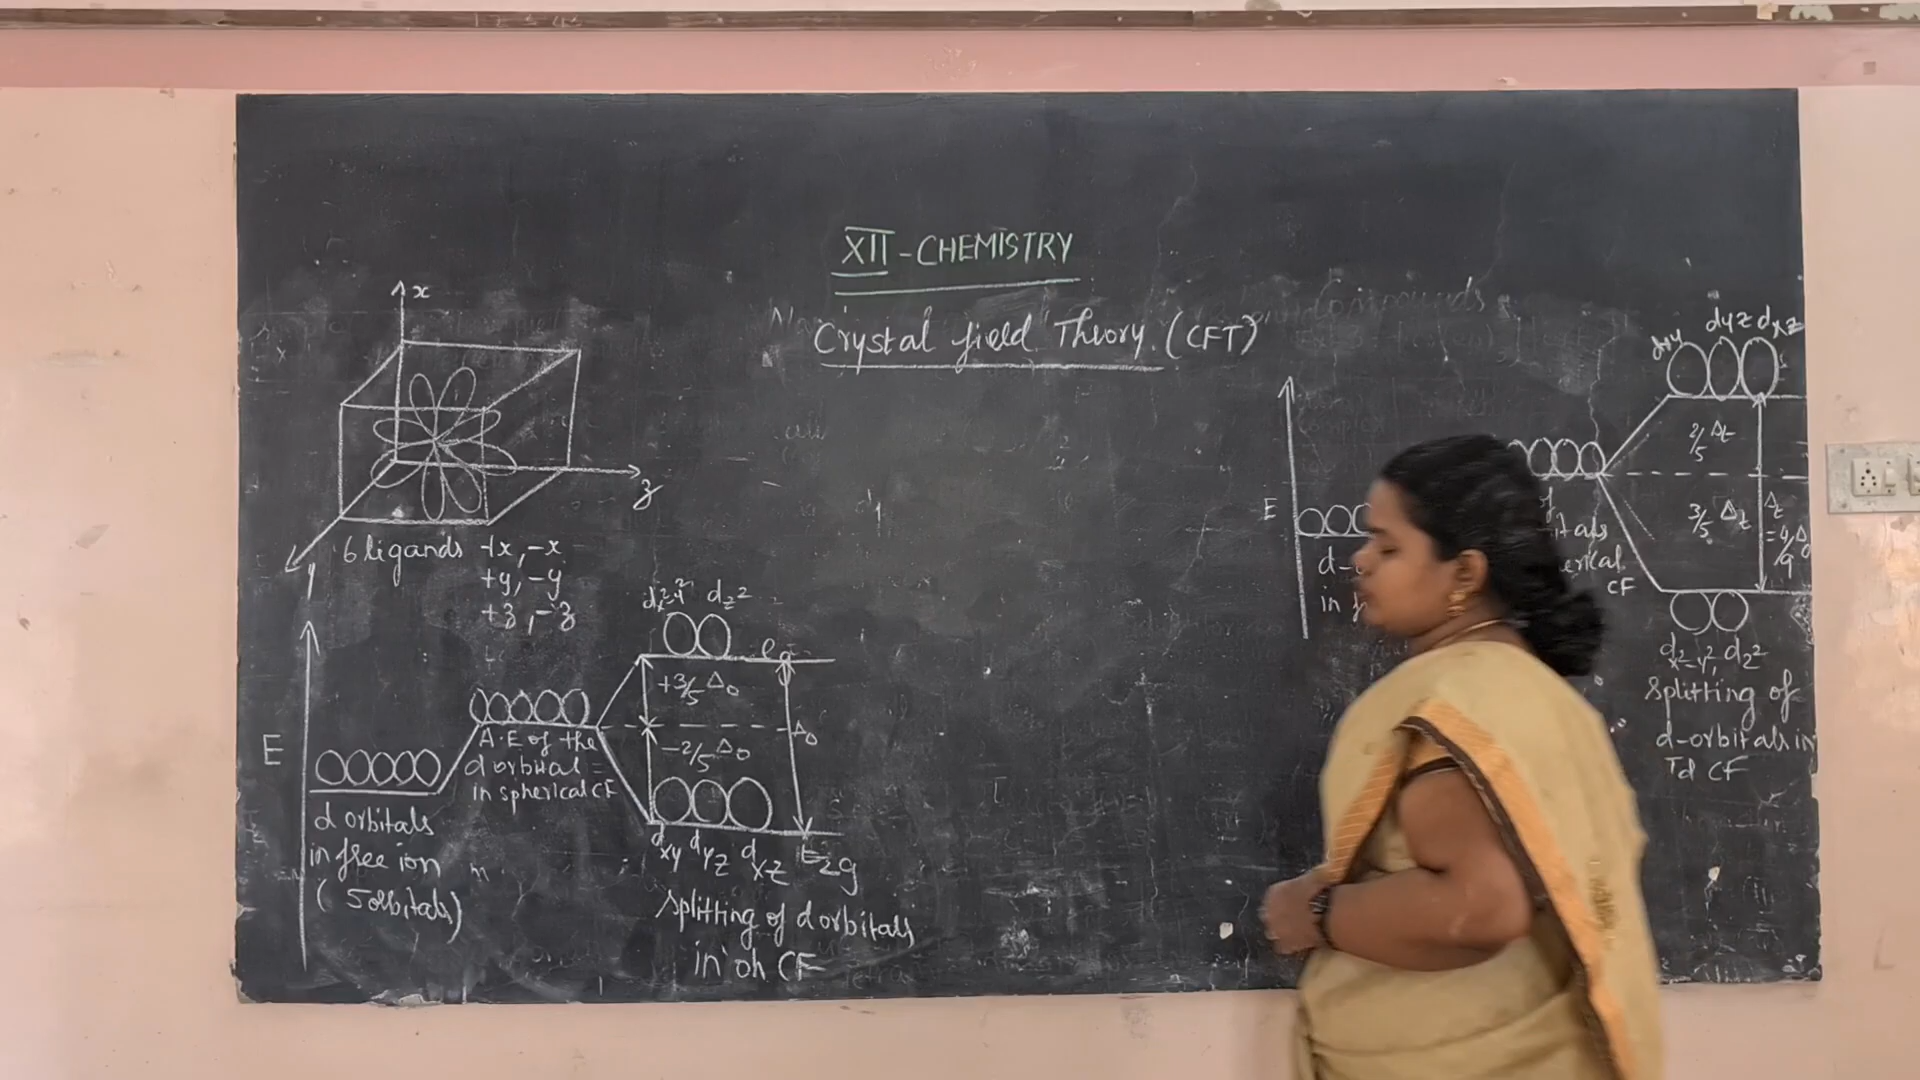 XII - CHEMISTRY
Crystal field Theory. (CFT)
x
z
y
6 ligands +x, -x
+y, -y
+z, -z
E
d orbitals
in free ion
( 5 orbitals)
A.E of the
d orbital
in spherical CF
dx²-y² dz²
eg
+3/5 Δo
-2/5 Δo
Δo
dxy dyz dxz t2g
Splitting of d orbitals
in oh CF
E
CF
dxy dyz dxz
2/5 Δt
3/5 Δt
Δt
= 4/9 Δo
dx²-y², dz²
Splitting of
d-orbitals in
Td CF